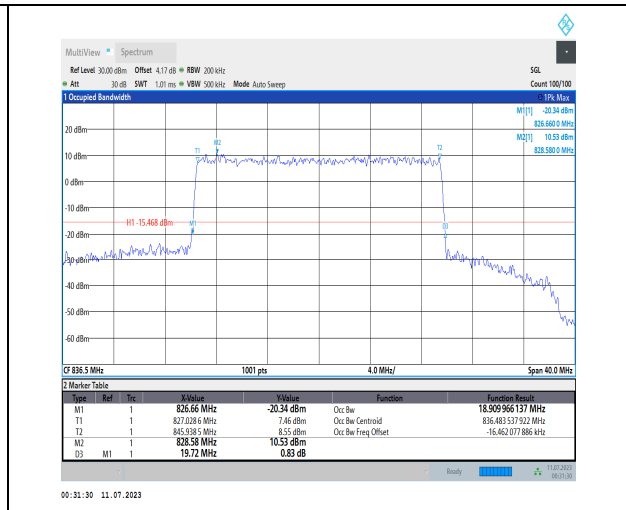 MultiView Spectrum
Ref Level 30.00 dBm Offset 4.17 dB RBW 200 kHz SGL
Att 30 dB SWT 1.01 ms VBW 500 kHz Mode Auto Sweep Count 100/100
1 Occupied Bandwidth 1Pk Max
M1[1] -20.34 dBm
826.660 0 MHz
M2[1] 10.53 dBm
828.580 0 MHz
20 dBm
M2
T1
T2
10 dBm
0 dBm
-10 dBm
H1 -15.468 dBm
M1
D3
-20 dBm
-30 dBm
-40 dBm
-50 dBm
-60 dBm
CF 836.5 MHz 1001 pts 4.0 MHz/ Span 40.0 MHz
2 Marker Table
Type Ref Trc X-Value Y-Value Function Function Result
M1 1 826.66 MHz -20.34 dBm Occ Bw 18.909 966 137 MHz
T1 1 827.028 6 MHz 7.46 dBm Occ Bw Centroid 836.483 537 922 MHz
T2 1 845.938 5 MHz 8.55 dBm Occ Bw Freq Offset -16.462 077 886 kHz
M2 1 828.58 MHz 10.53 dBm
D3 M1 1 19.72 MHz 0.83 dB
Ready 11.07.2023
00:31:30
00:31:30 11.07.2023